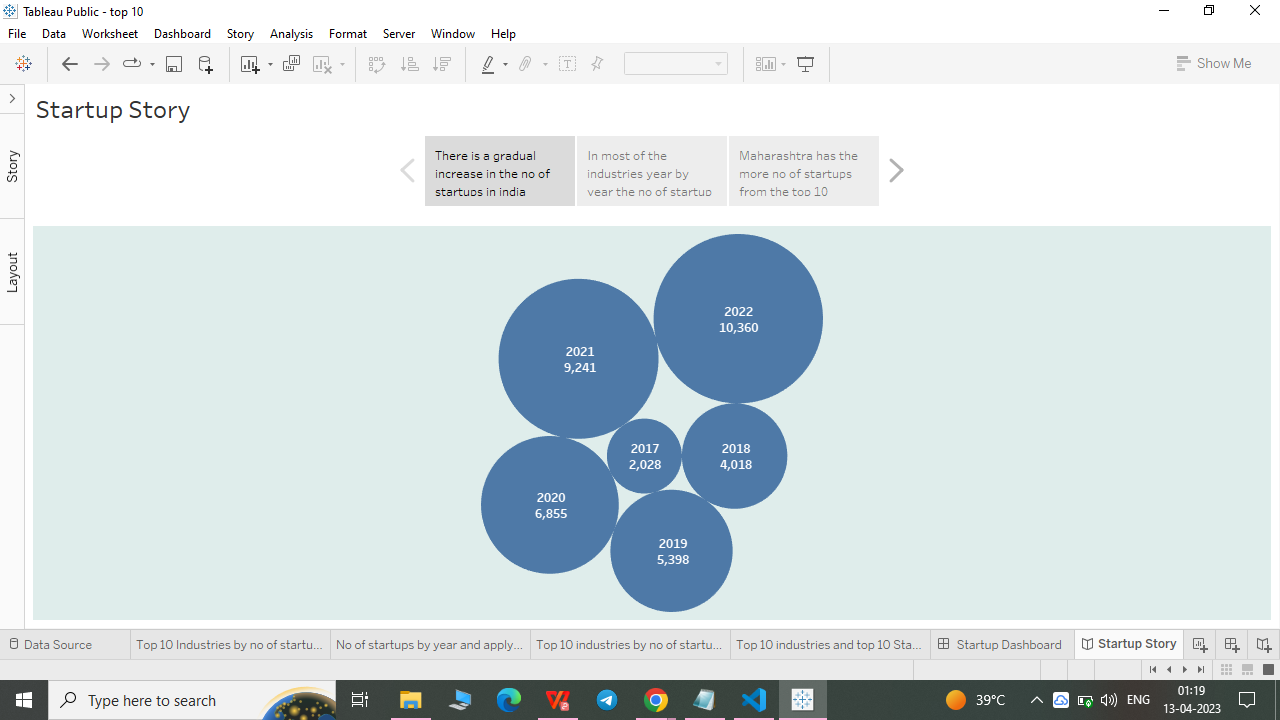 Tableau Public - top 10
File Data Worksheet Dashboard Story Analysis Format Server Window Help
Show Me
Story
Layout
Startup Story
There is a gradual
increase in the no of
startups in india
In most of the
industries year by
year the no of startup
Maharashtra has the
more no of startups
from the top 10
2022
10,360
2021
9,241
2017
2,028
2018
4,018
2020
6,855
2019
5,398
Data Source
Top 10 Industries by no of startu...
No of startups by year and apply...
Top 10 industries by no of startu...
Top 10 industries and top 10 Sta...
Startup Dashboard
Startup Story
Type here to search
39°C
ENG
01:19
13-04-2023